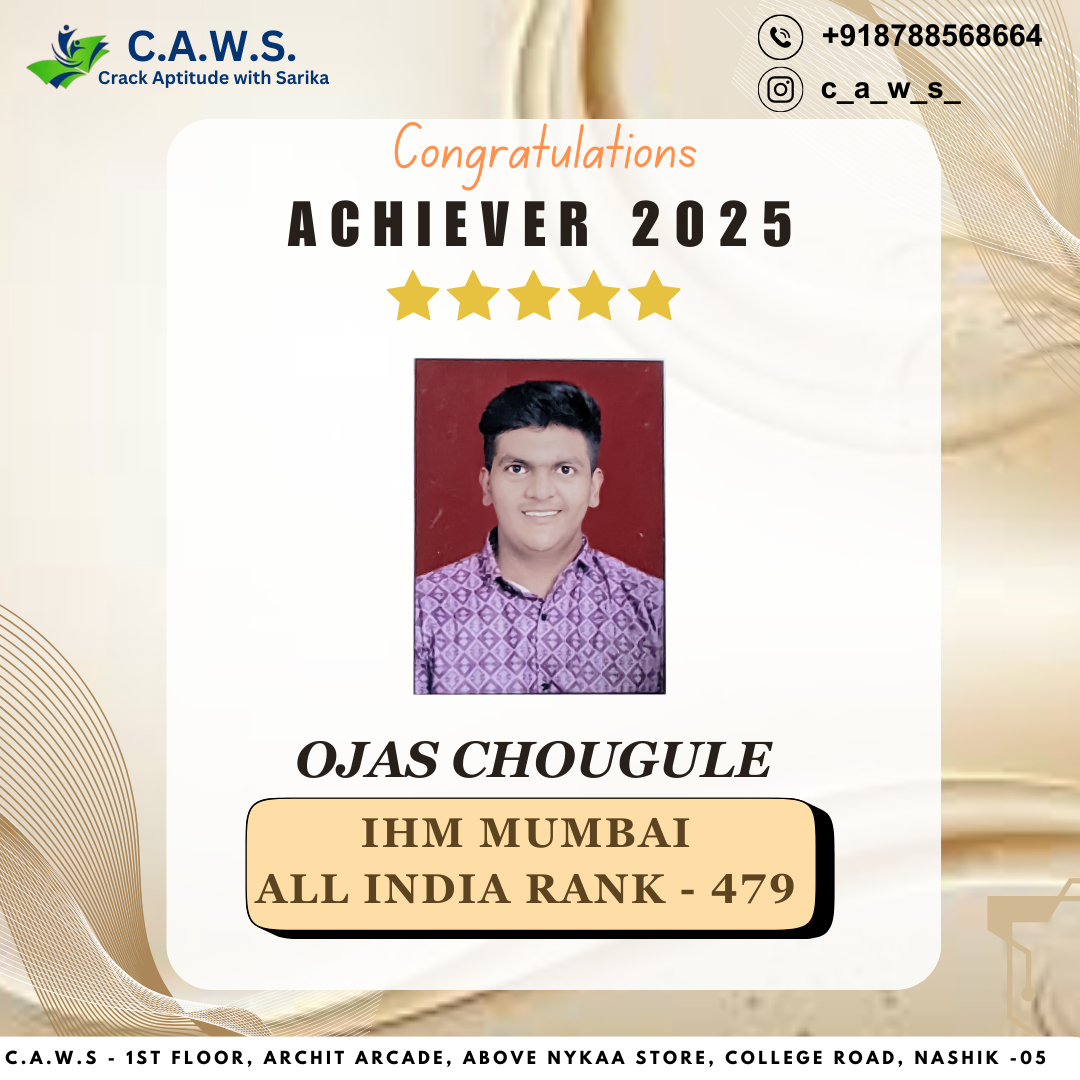 C.A.W.S.
Crack Aptitude with Sarika
+918788568664
c_a_w_s_
Congratulations
ACHIEVER 2025
OJAS CHOUGULE
IHM MUMBAI
ALL INDIA RANK - 479
C.A.W.S - 1ST FLOOR, ARCHIT ARCADE, ABOVE NYKAA STORE, COLLEGE ROAD, NASHIK -05